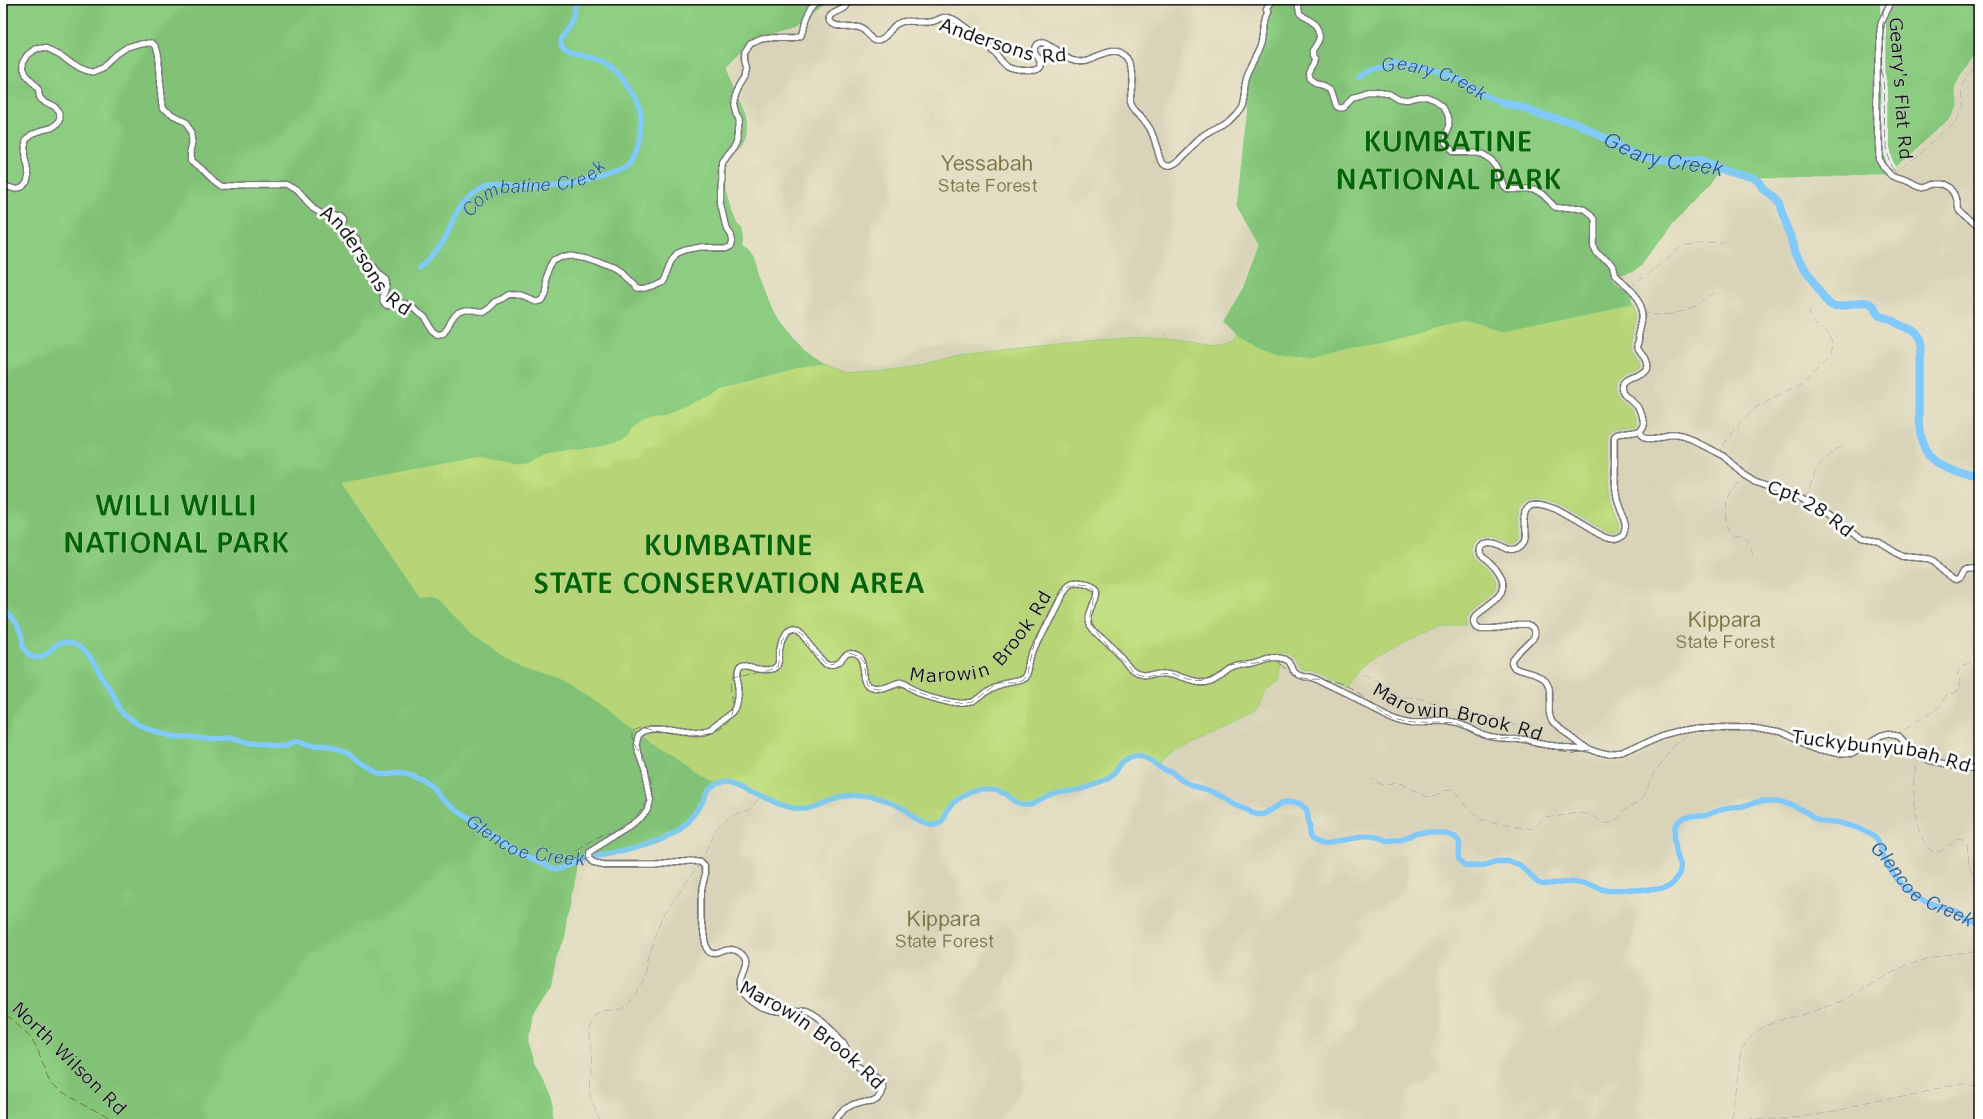 Andersons Rd
Geary Creek
Geary's Flat Rd
KUMBATINE
NATIONAL PARK
Geary Creek
Yessabah
State Forest
Combatine Creek
Andersons Rd
WILLI WILLI
NATIONAL PARK
KUMBATINE
STATE CONSERVATION AREA
Cpt-28-Rd
Marowin Brook Rd
Kippara
State Forest
Marowin Brook Rd
Tuckybunyubah-Rd
Glencoe Creek
Glencoe Creek
Kippara
State Forest
Marowin Brook-Rd
North Wilson Rd